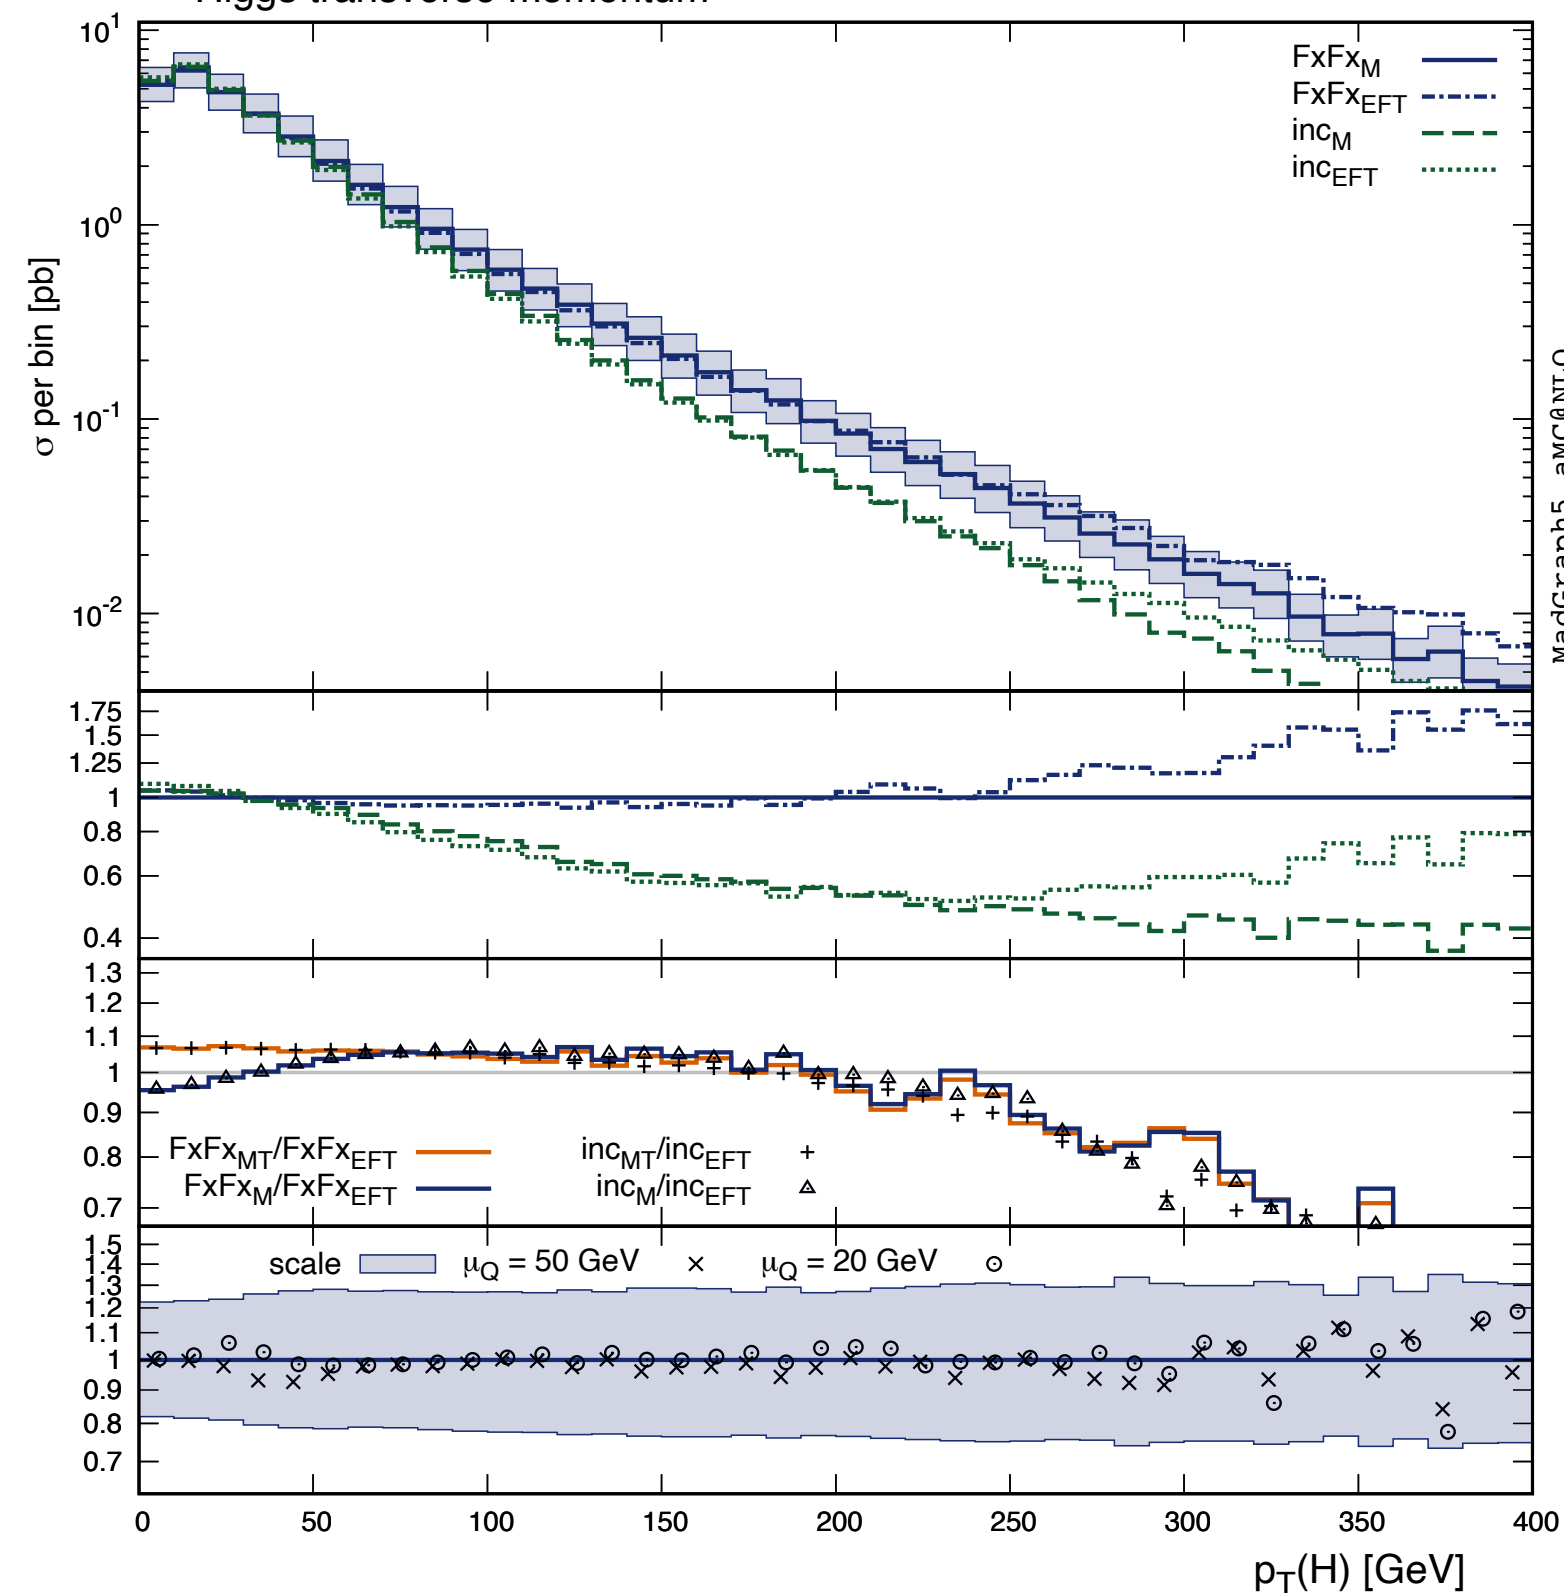 Higgs transverse momentum
10^1
FxFx_M
FxFx_EFT
inc_M
inc_EFT
10^0
σ per bin [pb]
10^-1
10^-2
MadGraph5_aMC@NLO
1.75
1.5
1.25
1
0.8
0.6
0.4
1.3
1.2
1.1
1
0.9
0.8
0.7
FxFx_MT/FxFx_EFT
inc_MT/inc_EFT
FxFx_M/FxFx_EFT
inc_M/inc_EFT
1.5
1.4
1.3
1.2
1.1
1
0.9
0.8
0.7
scale
μ_Q = 50 GeV
μ_Q = 20 GeV
0 50 100 150 200 250 300 350 400
p_T(H) [GeV]